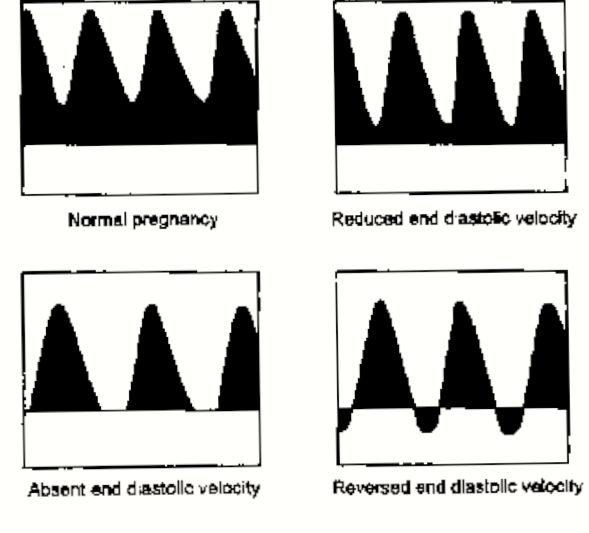 Normal pregnancy
Reduced end diastolic velocity
Absent end diastolic velocity
Reversed end diastolic velocity